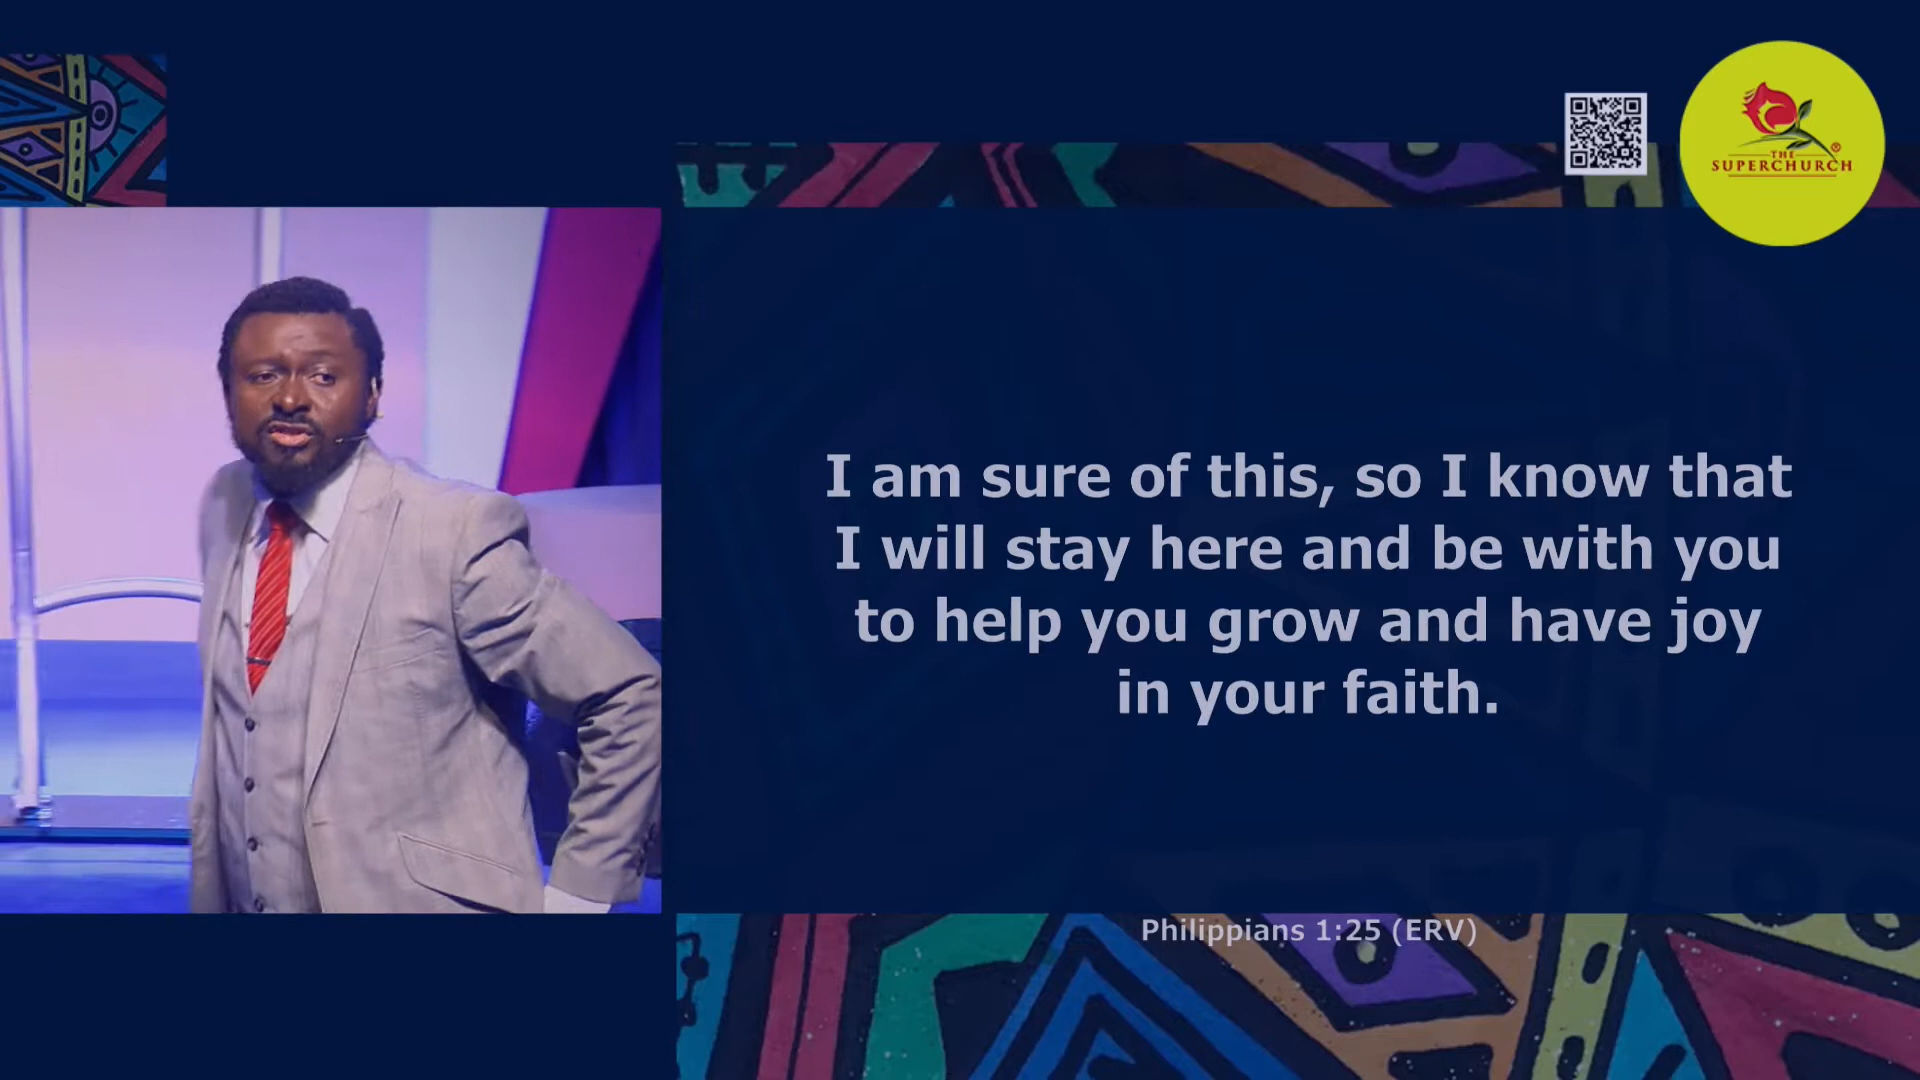 THE
SUPERCHURCH
I am sure of this, so I know that
I will stay here and be with you
to help you grow and have joy
in your faith.
Philippians 1:25 (ERV)